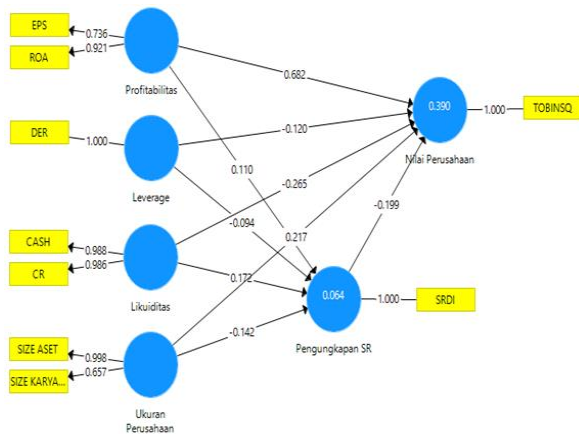 EPS
0.736
0.921
ROA
Profitabilitas
0.682
0.390
1.000
TOBINSQ
Nilai Perusahaan
DER
1.000
-0.120
Leverage
0.110
-0.265
-0.199
-0.094
0.217
CASH
0.988
0.986
CR
Likuiditas
0.172
0.064
1.000
SRDI
-0.142
Pengungkapan SR
SIZE ASET
0.998
0.657
SIZE KARYA...
Ukuran
Perusahaan